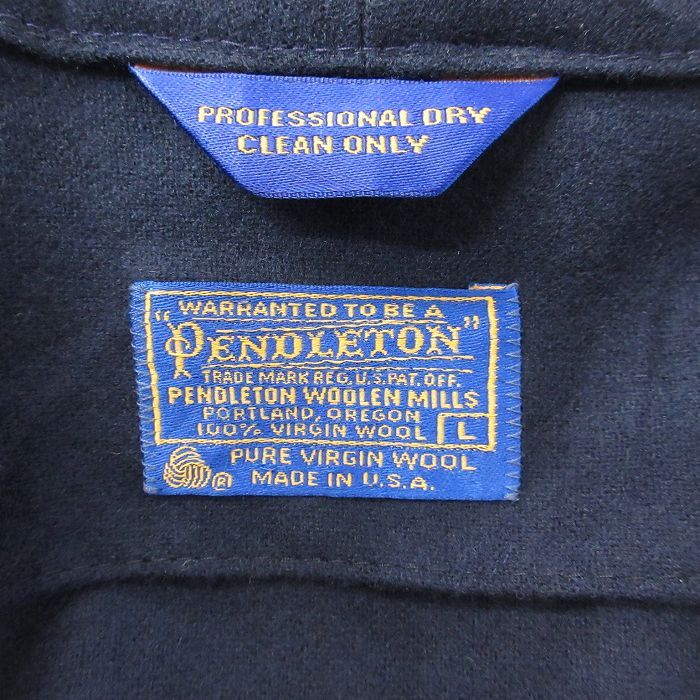 PROFESSIONAL DRY
CLEAN ONLY
WARRANTED TO BE A
"PENDLETON"
TRADE MARK REG. U.S. PAT. OFF.
PENDLETON WOOLEN MILLS
PORTLAND, OREGON
100% VIRGIN WOOL L
PURE VIRGIN WOOL
® MADE IN U.S.A.